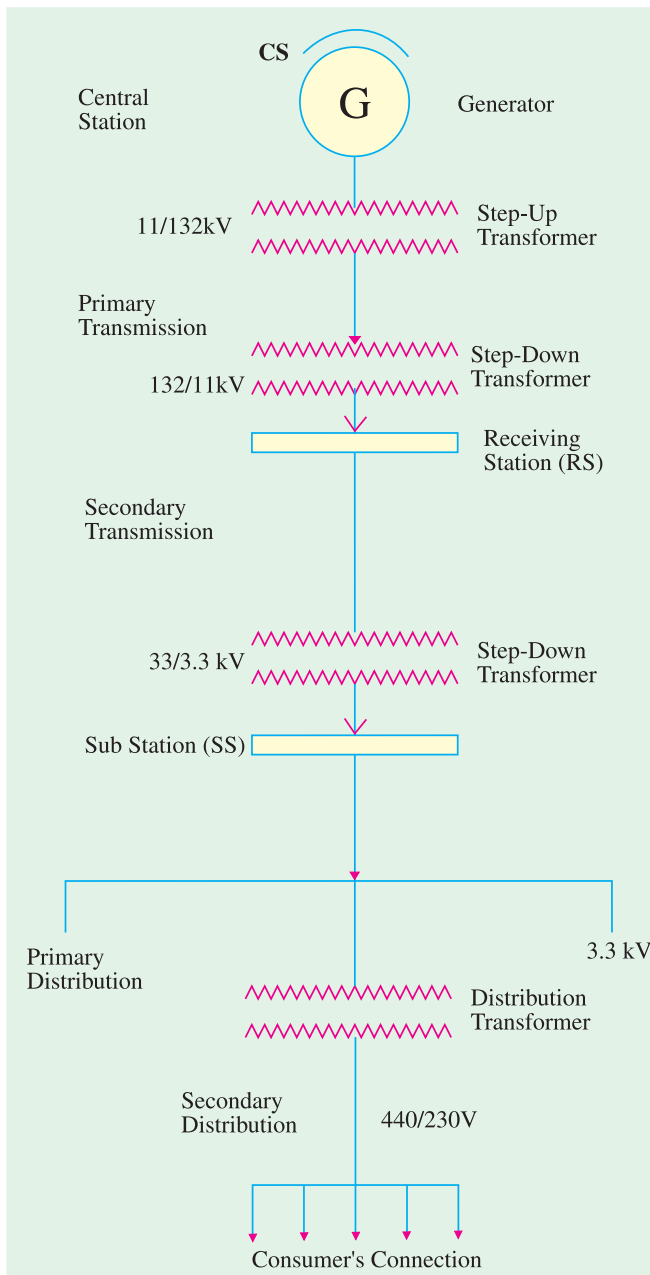 CS
G
Central
Station
Generator
11/132kV
Step-Up
Transformer
Primary
Transmission
Step-Down
Transformer
132/11kV
Receiving
Station (RS)
Secondary
Transmission
33/3.3 kV
Step-Down
Transformer
Sub Station (SS)
Primary
Distribution
3.3 kV
Distribution
Transformer
Secondary
Distribution
440/230V
Consumer's Connection